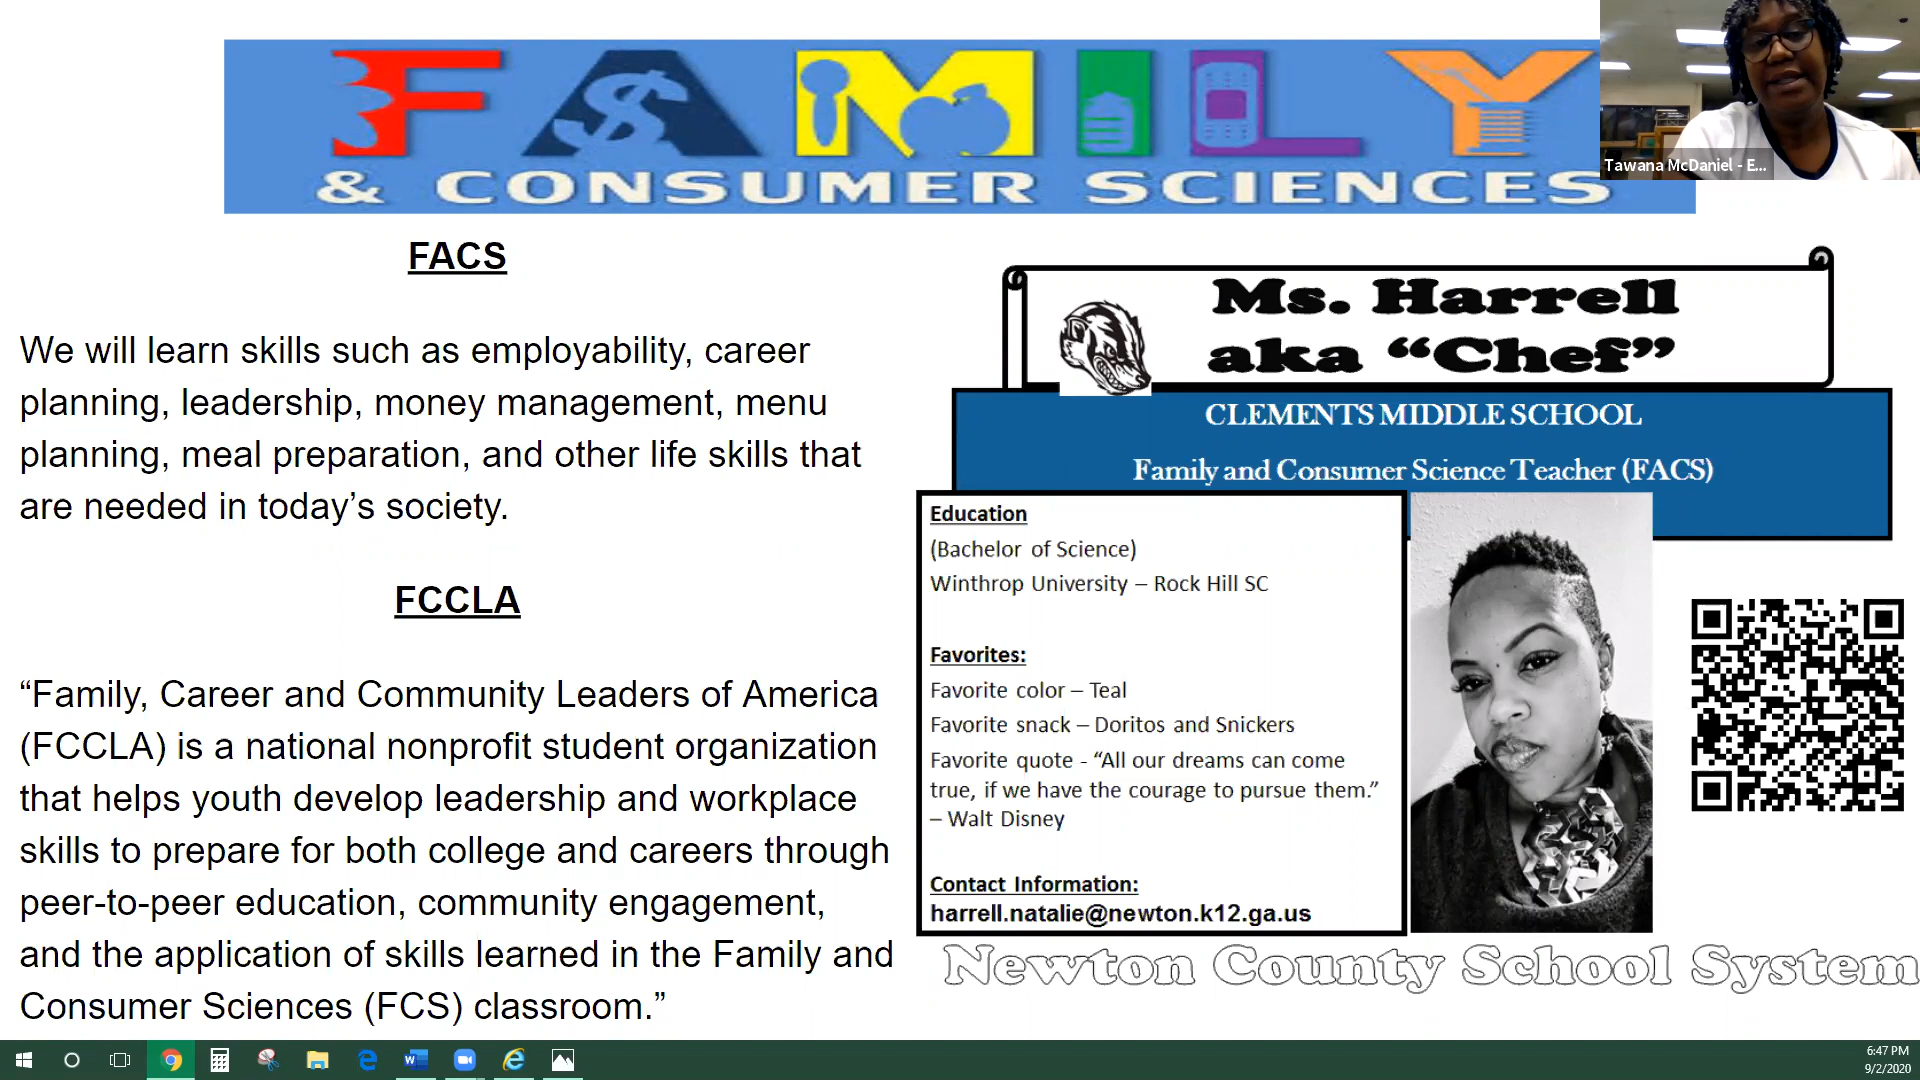 FAMILY
& CONSUMER SCIENCES
Tawana McDaniel - E...
FACS
We will learn skills such as employability, career
planning, leadership, money management, menu
planning, meal preparation, and other life skills that
are needed in today’s society.
FCCLA
“Family, Career and Community Leaders of America
(FCCLA) is a national nonprofit student organization
that helps youth develop leadership and workplace
skills to prepare for both college and careers through
peer-to-peer education, community engagement,
and the application of skills learned in the Family and
Consumer Sciences (FCS) classroom.”
Ms. Harrell
aka “Chef”
CLEMENTS MIDDLE SCHOOL
Family and Consumer Science Teacher (FACS)
Education
(Bachelor of Science)
Winthrop University – Rock Hill SC
Favorites:
Favorite color – Teal
Favorite snack – Doritos and Snickers
Favorite quote - “All our dreams can come
true, if we have the courage to pursue them.”
– Walt Disney
Contact Information:
harrell.natalie@newton.k12.ga.us
Newton County School System
6:47 PM
9/2/2020